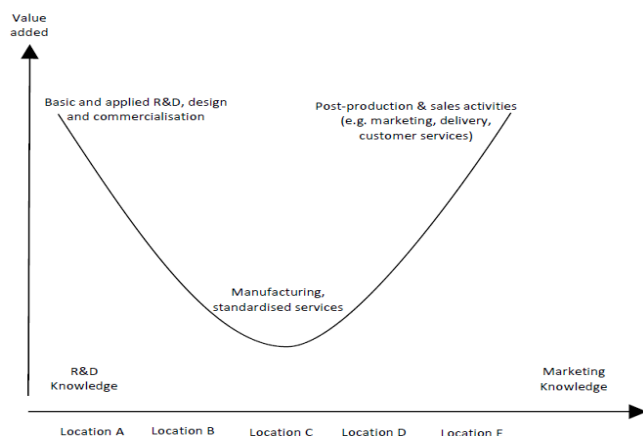 Value
added
Basic and applied R&D, design
and commercialisation
Post-production & sales activities
(e.g. marketing, delivery,
customer services)
Manufacturing,
standardised services
R&D
Knowledge
Marketing
Knowledge
Location A
Location B
Location C
Location D
Location E